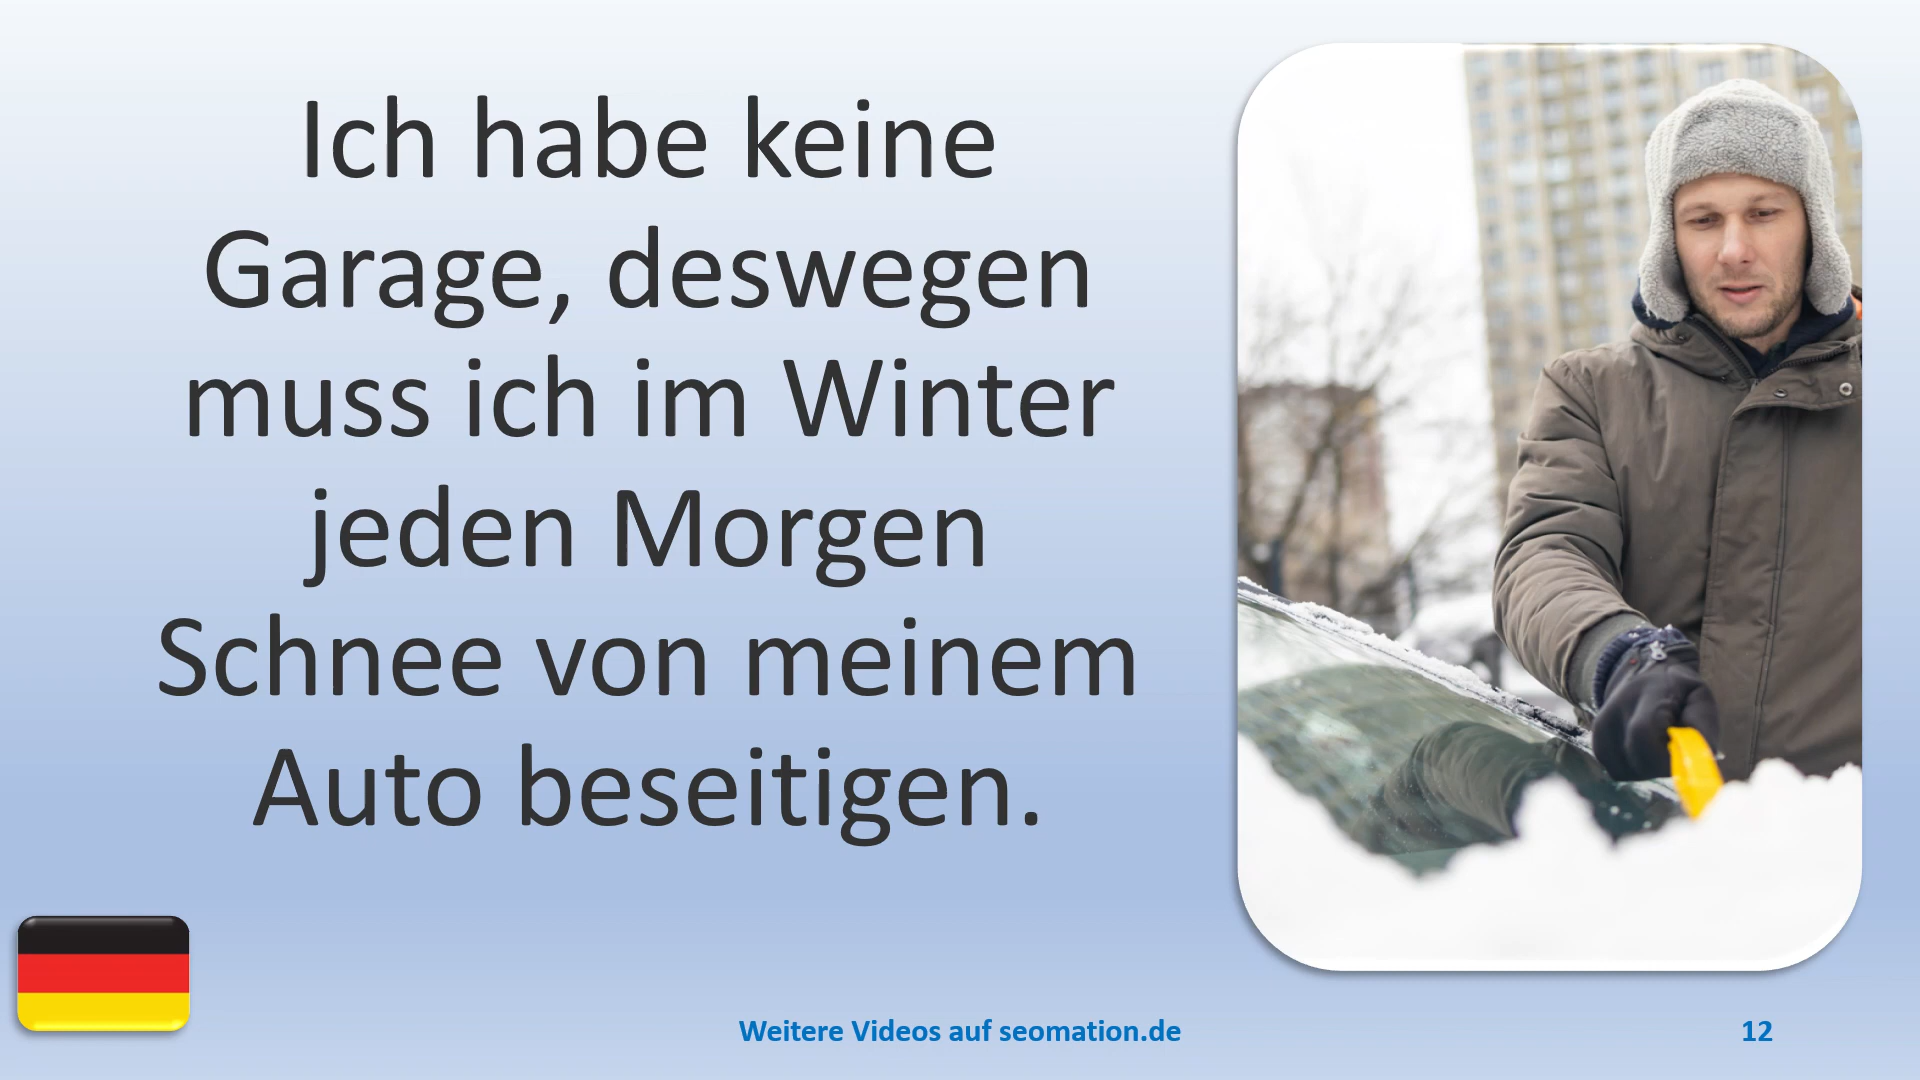 Ich habe keine
Garage, deswegen
muss ich im Winter
jeden Morgen
Schnee von meinem
Auto beseitigen.
Weitere Videos auf seomation.de
12